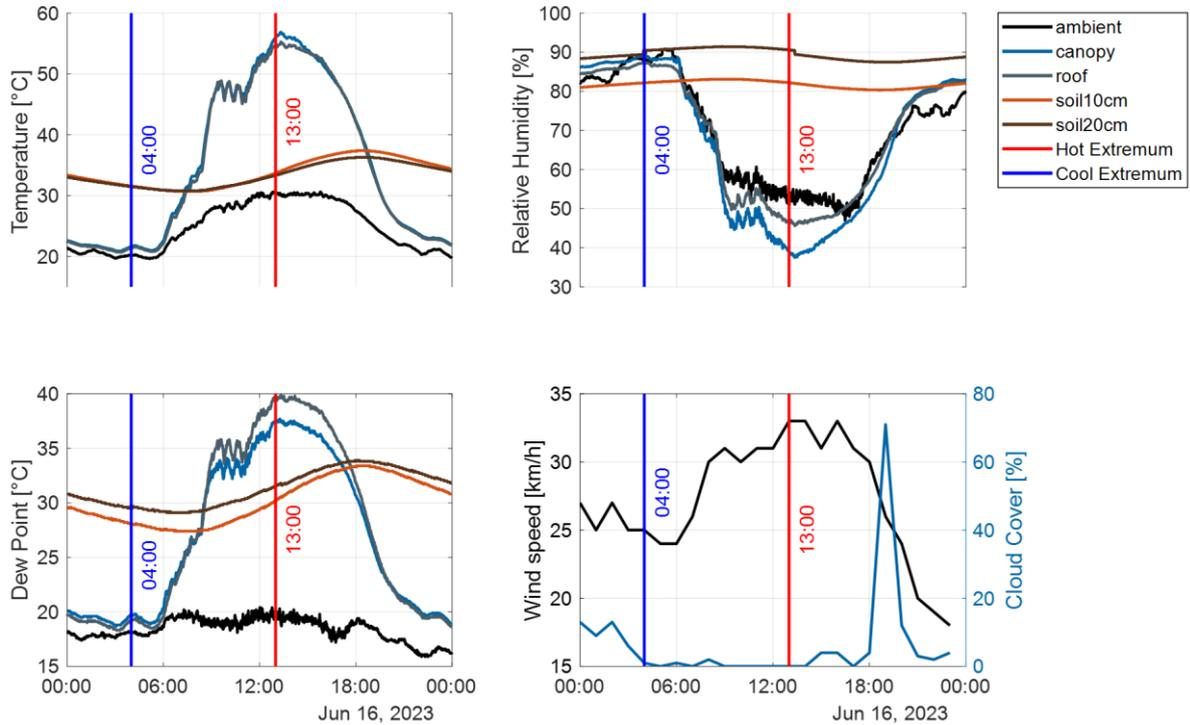 60
50
40
30
20
Temperature [°C]
04:00
13:00
100
90
80
70
60
50
40
30
Relative Humidity [%]
04:00
13:00
ambient
canopy
roof
soil10cm
soil20cm
Hot Extremum
Cool Extremum
40
35
30
25
20
15
Dew Point [°C]
04:00
13:00
00:00 06:00 12:00 18:00 00:00
Jun 16, 2023
35
30
25
20
15
Wind speed [km/h]
04:00
13:00
80
60
40
20
0
Cloud Cover [%]
00:00 06:00 12:00 18:00 00:00
Jun 16, 2023